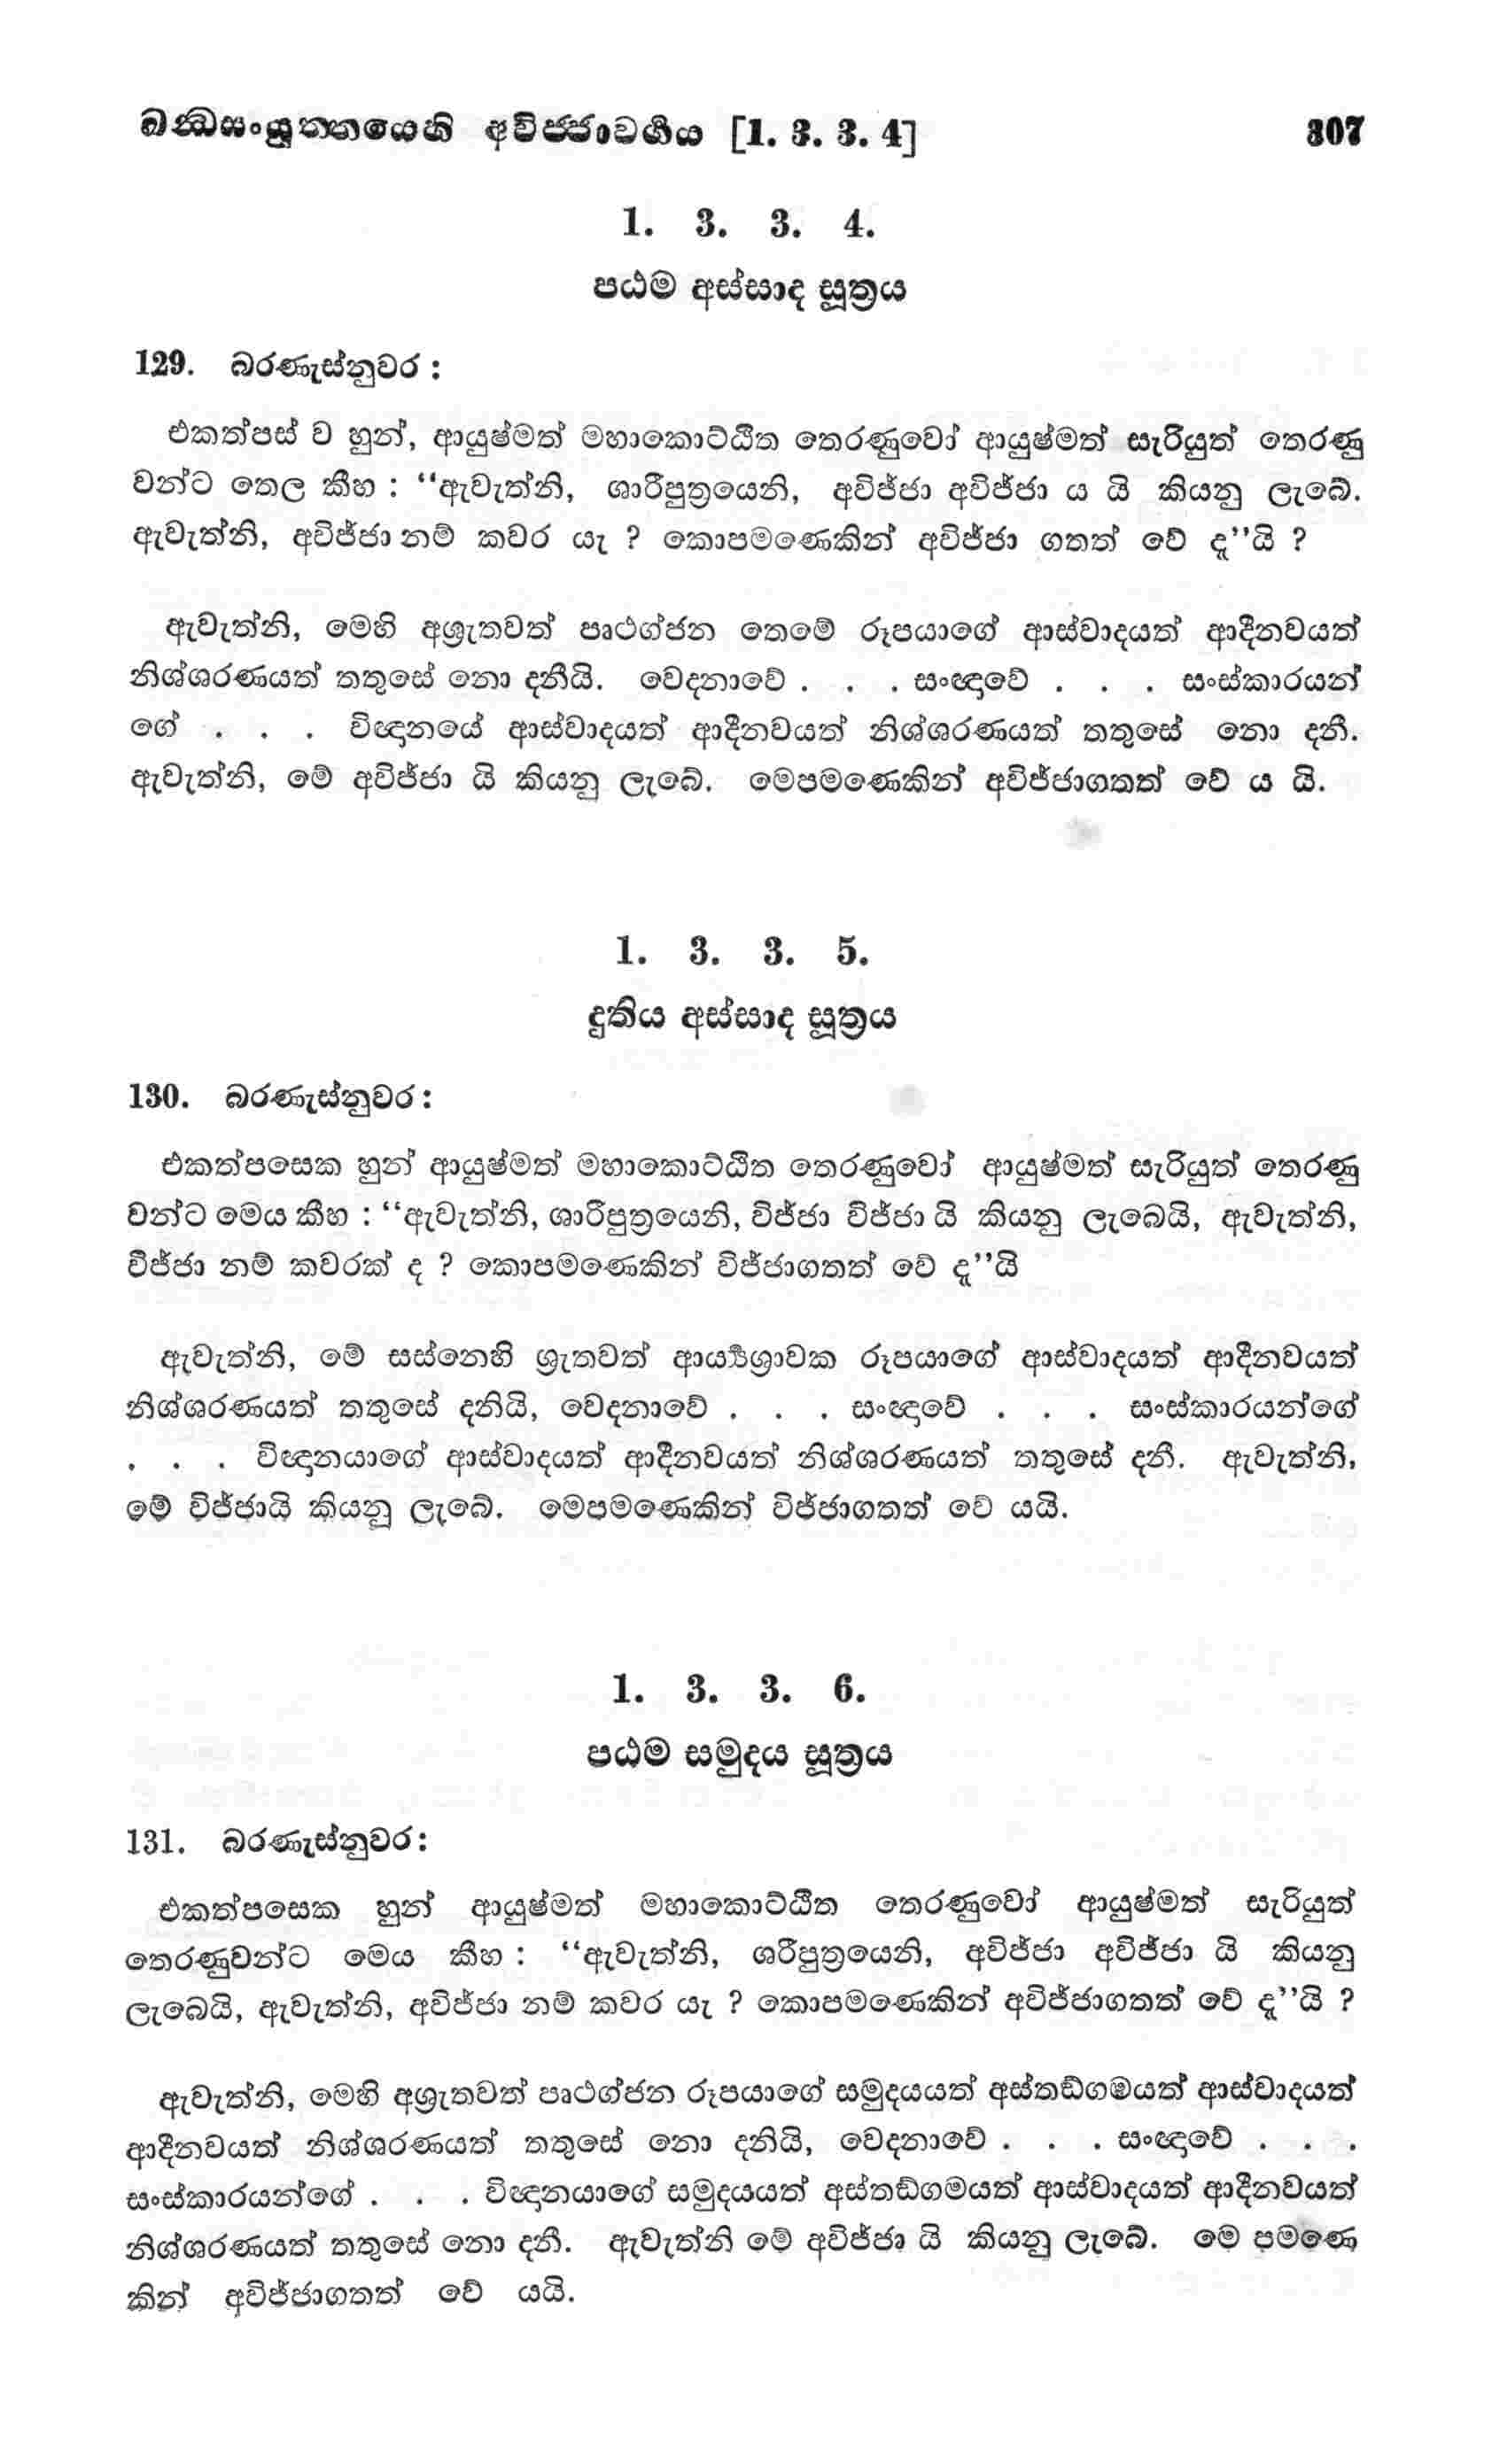 ඛන්ධසංයුත්තයෙහි අවිජ්ජාවර්ගය [1. 3. 3. 4] 307
1. 3. 3. 4.
පඨම අස්සාද සූත්‍රය
129. බරණැස්නුවර :
එකත්පස් ව හුන්, ආයුෂ්මත් මහාකොට්ඨිත තෙරණුවෝ ආයුෂ්මත් සැරියුත් තෙරණු
වන්ට තෙල කීහ : “ඇවැත්නි, ශාරීපුත්‍රයෙනි, අවිජ්ජා අවිජ්ජා ය යි කියනු ලැබේ.
ඇවැත්නි, අවිජ්ජා නම් කවර යැ ? කොපමණෙකින් අවිජ්ජා ගතත් වේ දැ”යි ?
ඇවැත්නි, මෙහි අශ්‍රුතවත් පෘථග්ජන තෙමේ රූපයාගේ ආස්වාදයත් ආදීනවයත්
නිශ්ශරණයත් තතුසේ නො දනියි. වෙදනාවේ . . . සංඥාවේ . . . සංස්කාරයන්
ගේ . . . විඥානයේ ආස්වාදයත් ආදීනවයත් නිශ්ශරණයත් තතුසේ නො දනී.
ඇවැත්නි, මේ අවිජ්ජා යි කියනු ලැබේ. මෙපමණෙකින් අවිජ්ජාගතත් වේ ය යි.
1. 3. 3. 5.
දුතිය අස්සාද සූත්‍රය
130. බරණැස්නුවර :
එකත්පසෙක හුන් ආයුෂ්මත් මහාකොට්ඨිත තෙරණුවෝ ආයුෂ්මත් සැරියුත් තෙරණු
වන්ට මෙය කීහ : “ඇවැත්නි, ශාරීපුත්‍රයෙනි, විජ්ජා විජ්ජා යි කියනු ලැබෙයි, ඇවැත්නි,
විජ්ජා නම් කවරක් ද ? කොපමණෙකින් විජ්ජාගතත් වේ දැ”යි
ඇවැත්නි, මේ සස්නෙහි ශ්‍රුතවත් ආර්‍ය්‍යශ්‍රාවක රූපයාගේ ආස්වාදයත් ආදීනවයත්
නිශ්ශරණයත් තතුසේ දනියි, වෙදනාවේ . . . සංඥාවේ . . . සංස්කාරයන්ගේ
. . . විඥානයාගේ ආස්වාදයත් ආදීනවයත් නිශ්ශරණයත් තතුසේ දනී. ඇවැත්නි,
මේ විජ්ජායි කියනූ ලැබේ. මෙපමණෙකින් විජ්ජාගතත් වේ යයි.
1. 3. 3. 6.
පඨම සමුදය සූත්‍රය
131. බරණැස්නුවර :
එකත්පසෙක හුන් ආයුෂ්මත් මහාකොට්ඨිත තෙරණුවෝ ආයුෂ්මත් සැරියුත්
තෙරණුවන්ට මෙය කීහ : “ඇවැත්නි, ශරීපුත්‍රයෙනි, අවිජ්ජා අවිජ්ජා යි කියනු
ලැබෙයි, ඇවැත්නි, අවිජ්ජා නම් කවර යැ ? කොපමණෙකින් අවිජ්ජාගතත් වේ දැ”යි ?
ඇවැත්නි, මෙහි අශ්‍රුතවත් පෘථග්ජන රූපයාගේ සමුදයයත් අස්තඞ්ගමයත් ආස්වාදයත්
ආදීනවයත් නිශ්ශරණයත් තතුසේ නො දනියි, වෙදනාවේ . . . සංඥාවේ . . .
සංස්කාරයන්ගේ . . . විඥානයාගේ සමුදයයත් අස්තඞ්ගමයත් ආස්වාදයත් ආදීනවයත්
නිශ්ශරණයත් තතුසේ නො දනී. ඇවැත්නි මේ අවිජ්ජා යි කියනු ලැබේ. මෙ පමණෙ
කින් අවිජ්ජාගතත් වේ යයි.